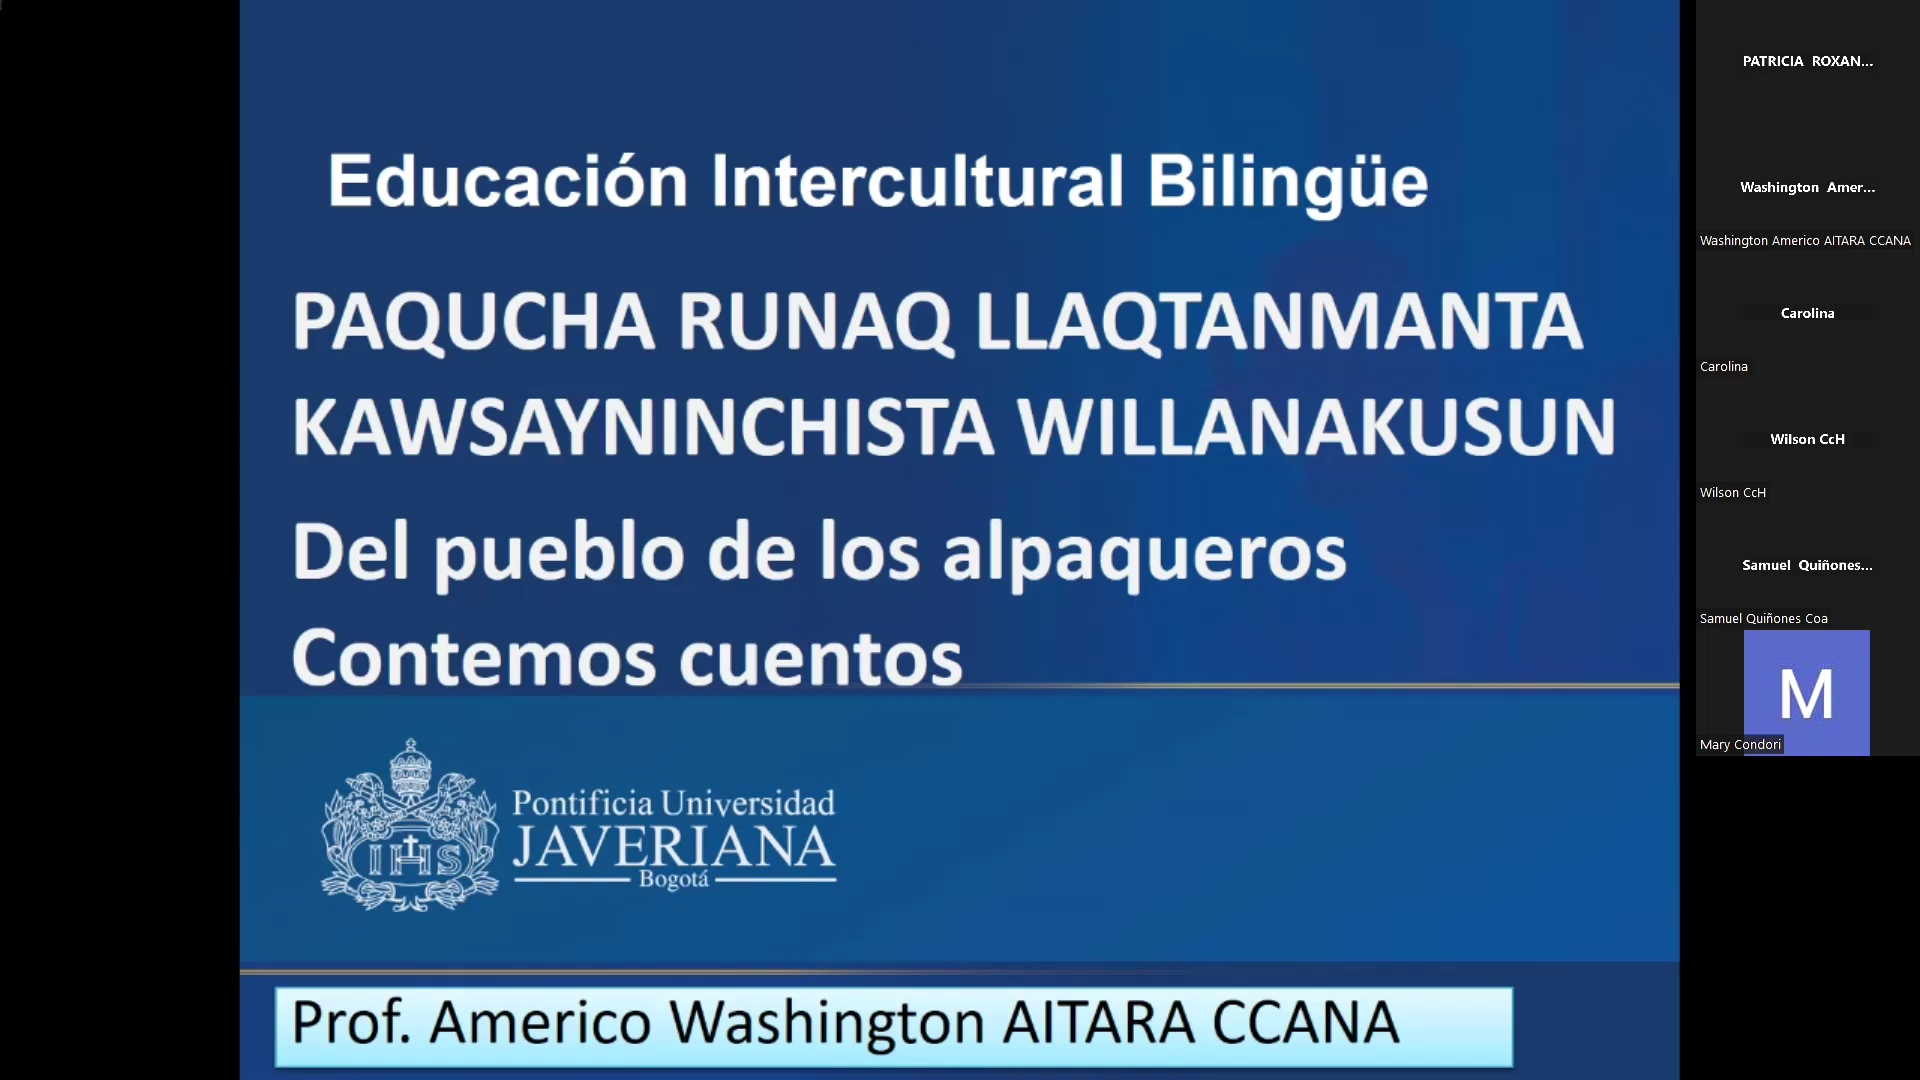 Educación Intercultural Bilingüe
PAQUCHA RUNAQ LLAQTANMANTA
KAWSAYNINCHISTA WILLANAKUSUN
Del pueblo de los alpaqueros
Contemos cuentos
IHS
Pontificia Universidad
JAVERIANA
Bogotá
Prof. Americo Washington AITARA CCANA
PATRICIA ROXAN...
Washington Amer...
Washington Americo AITARA CCANA
Carolina
Carolina
Wilson CcH
Wilson CcH
Samuel Quiñones...
Samuel Quiñones Coa
M
Mary Condori